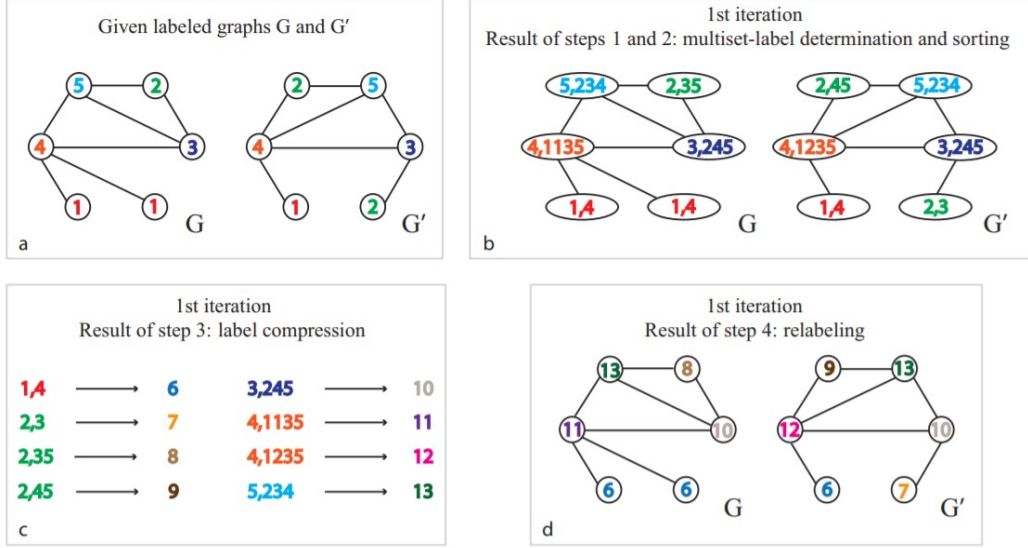 Given labeled graphs G and G′
5 2 2 5
4 3 4 3
1 1 1 2
G G′
a
1st iteration
Result of steps 1 and 2: multiset-label determination and sorting
5,234 2,35 2,45 5,234
4,1135 3,245 4,1235 3,245
1,4 1,4 1,4 2,3
G G′
b
1st iteration
Result of step 3: label compression
1,4 → 6 3,245 → 10
2,3 → 7 4,1135 → 11
2,35 → 8 4,1235 → 12
2,45 → 9 5,234 → 13
c
1st iteration
Result of step 4: relabeling
13 8 9 13
11 10 12 10
6 6 6 7
G G′
d